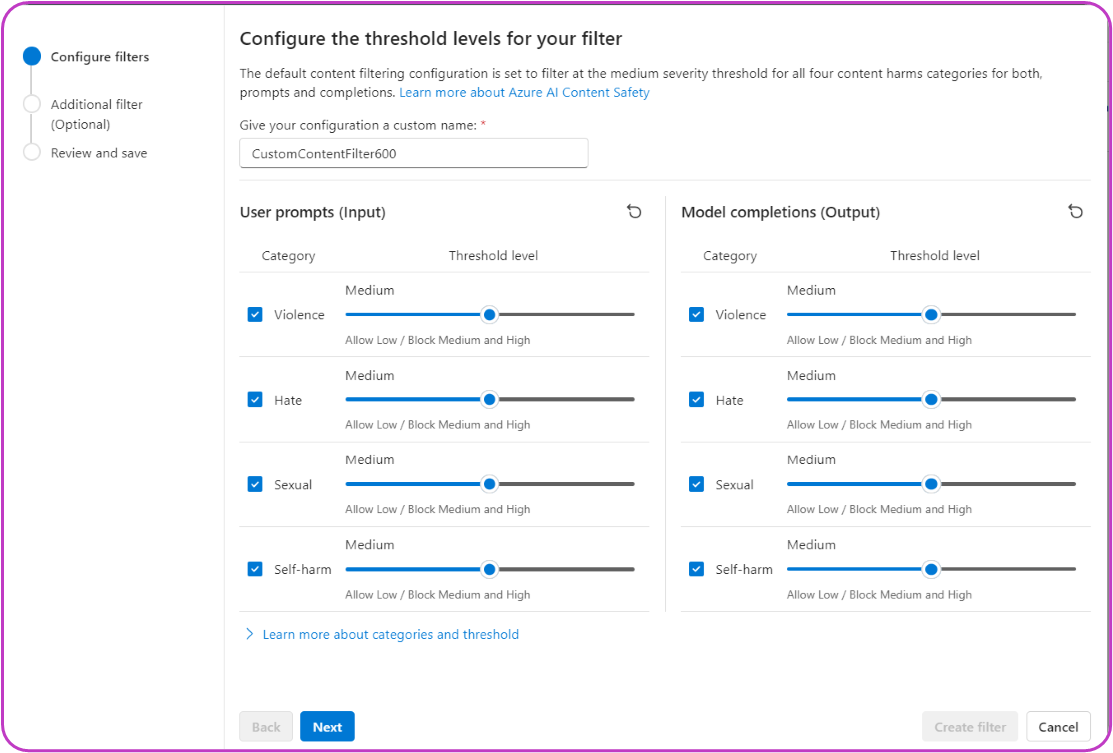 Configure filters
Additional filter
(Optional)
Review and save
Configure the threshold levels for your filter
The default content filtering configuration is set to filter at the medium severity threshold for all four content harms categories for both,
prompts and completions. Learn more about Azure AI Content Safety
Give your configuration a custom name: *
CustomContentFilter600
User prompts (Input)
Category Threshold level
Medium
Violence
Allow Low / Block Medium and High
Medium
Hate
Allow Low / Block Medium and High
Medium
Sexual
Allow Low / Block Medium and High
Medium
Self-harm
Allow Low / Block Medium and High
Model completions (Output)
Category Threshold level
Medium
Violence
Allow Low / Block Medium and High
Medium
Hate
Allow Low / Block Medium and High
Medium
Sexual
Allow Low / Block Medium and High
Medium
Self-harm
Allow Low / Block Medium and High
Learn more about categories and threshold
Back Next Create filter Cancel